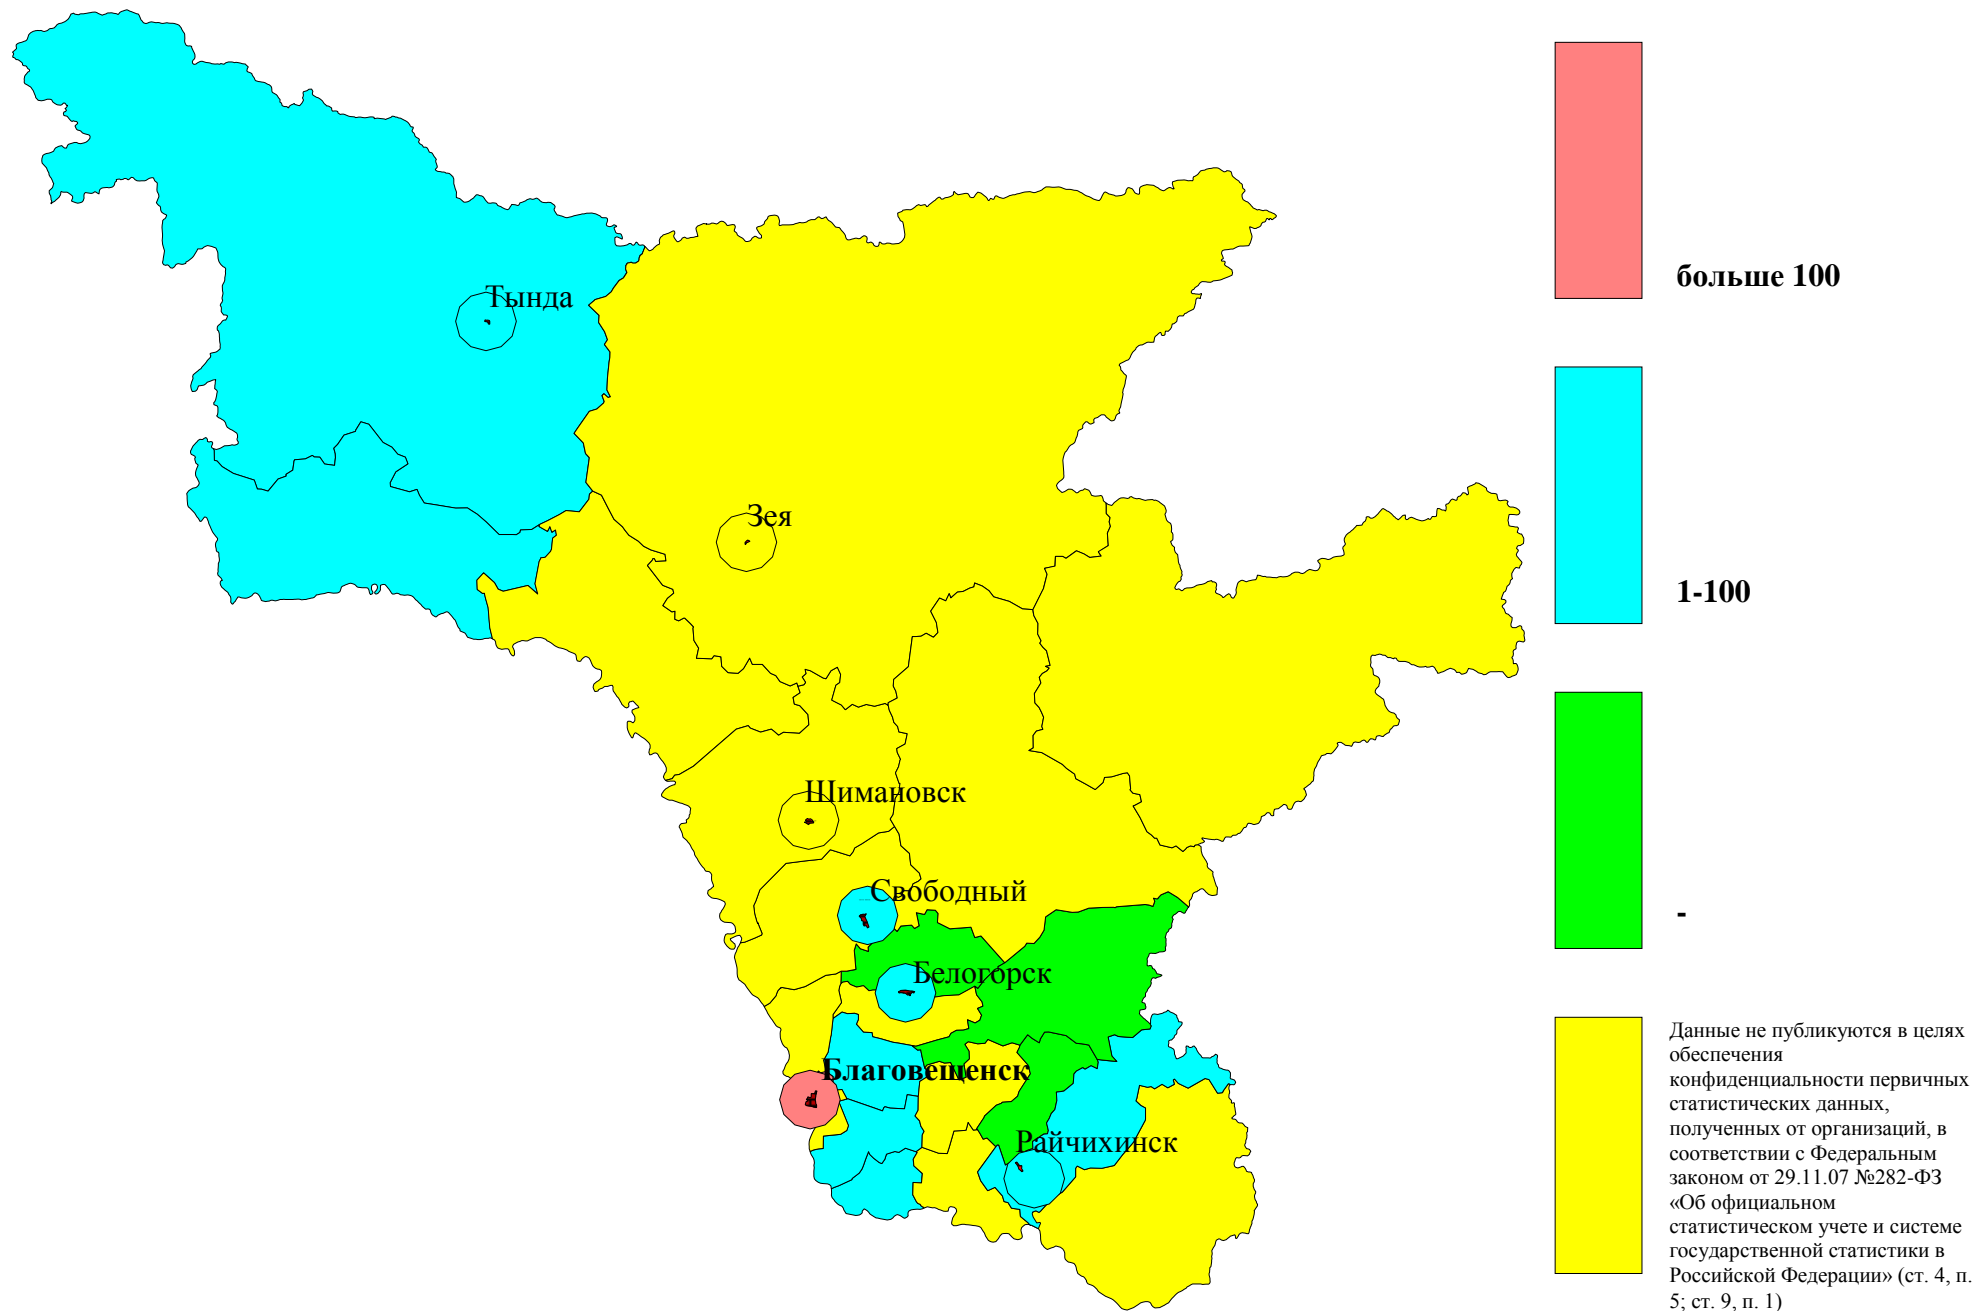 Тында
Зея
Шимановск
Свободный
Белогорск
Благовещенск
Райчихинск
больше 100
1-100
-
Данные не публикуются в целях
обеспечения
конфиденциальности первичных
статистических данных,
полученных от организаций, в
соответствии с Федеральным
законом от 29.11.07 №282-ФЗ
«Об официальном
статистическом учете и системе
государственной статистики в
Российской Федерации» (ст. 4, п.
5; ст. 9, п. 1)